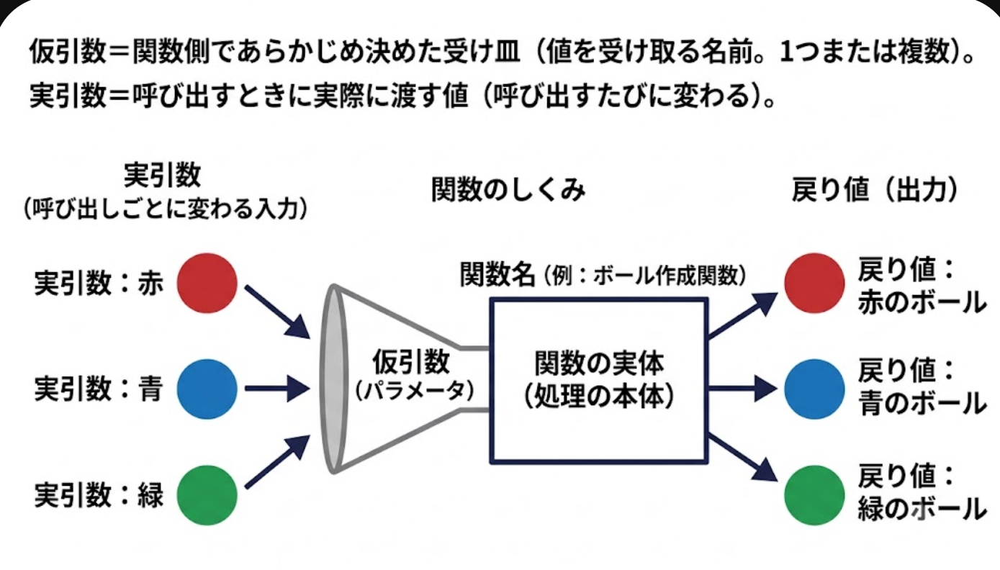 仮引数＝関数側であらかじめ決めた受け皿（値を受け取る名前。1つまたは複数）。
実引数＝呼び出すときに実際に渡す値（呼び出すたびに変わる）。
実引数
（呼び出しごとに変わる入力）
関数のしくみ
戻り値（出力）
実引数：赤
実引数：青
実引数：緑
仮引数
（パラメータ）
関数名（例：ボール作成関数）
関数の実体
（処理の本体）
戻り値：
赤のボール
戻り値：
青のボール
戻り値：
緑のボール